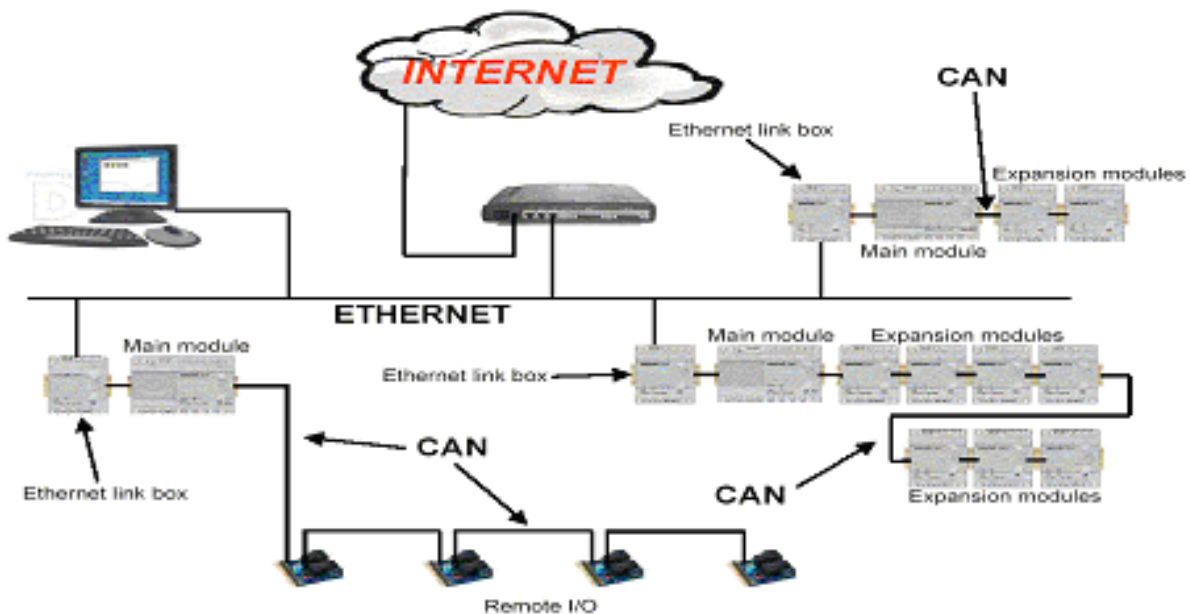 INTERNET
CAN
Ethernet link box
Expansion modules
Main module
ETHERNET
Main module
Main module
Expansion modules
Ethernet link box
CAN
CAN
Ethernet link box
Expansion modules
Remote I/O